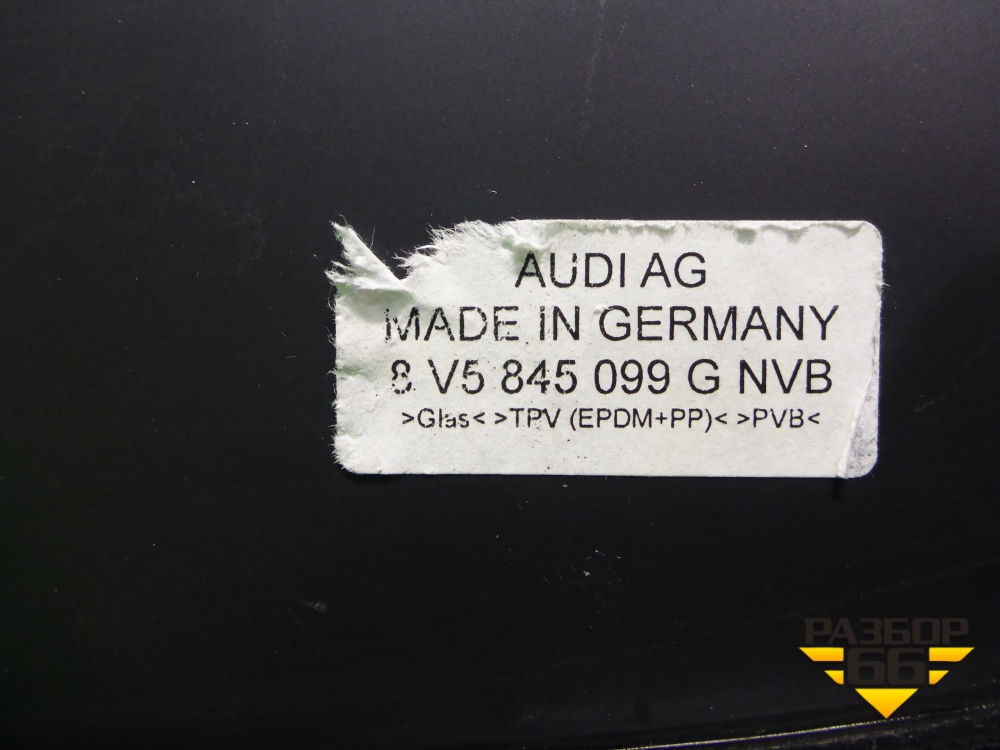 AUDI AG
MADE IN GERMANY
8 V5 845 099 G NVB
>Glas< >TPV (EPDM+PP)< >PVB<
РАЗБОР
66